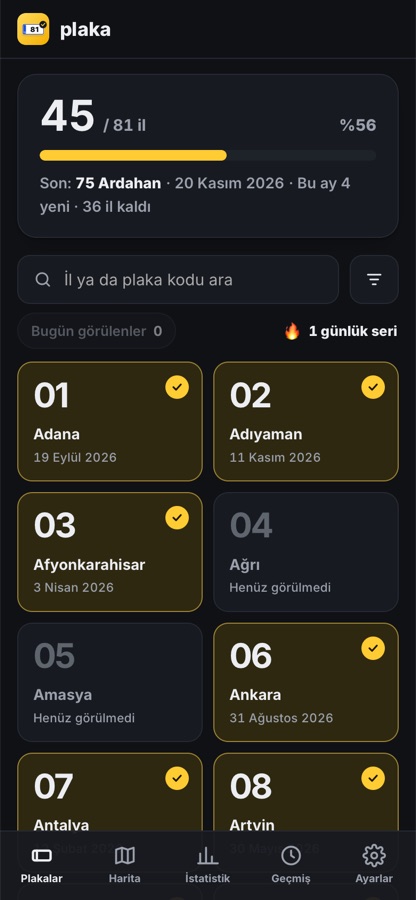 81
plaka
45 / 81 il %56
Son: 75 Ardahan · 20 Kasım 2026 · Bu ay 4
yeni · 36 il kaldı
İl ya da plaka kodu ara
Bugün görülenler 0
1 günlük seri
01
Adana
19 Eylül 2026
02
Adıyaman
11 Kasım 2026
03
Afyonkarahisar
3 Nisan 2026
04
Ağrı
Henüz görülmedi
05
Amasya
Henüz görülmedi
06
Ankara
31 Ağustos 2026
07
Antalya
08
Artvin
Plakalar
Harita
İstatistik
Geçmiş
Ayarlar